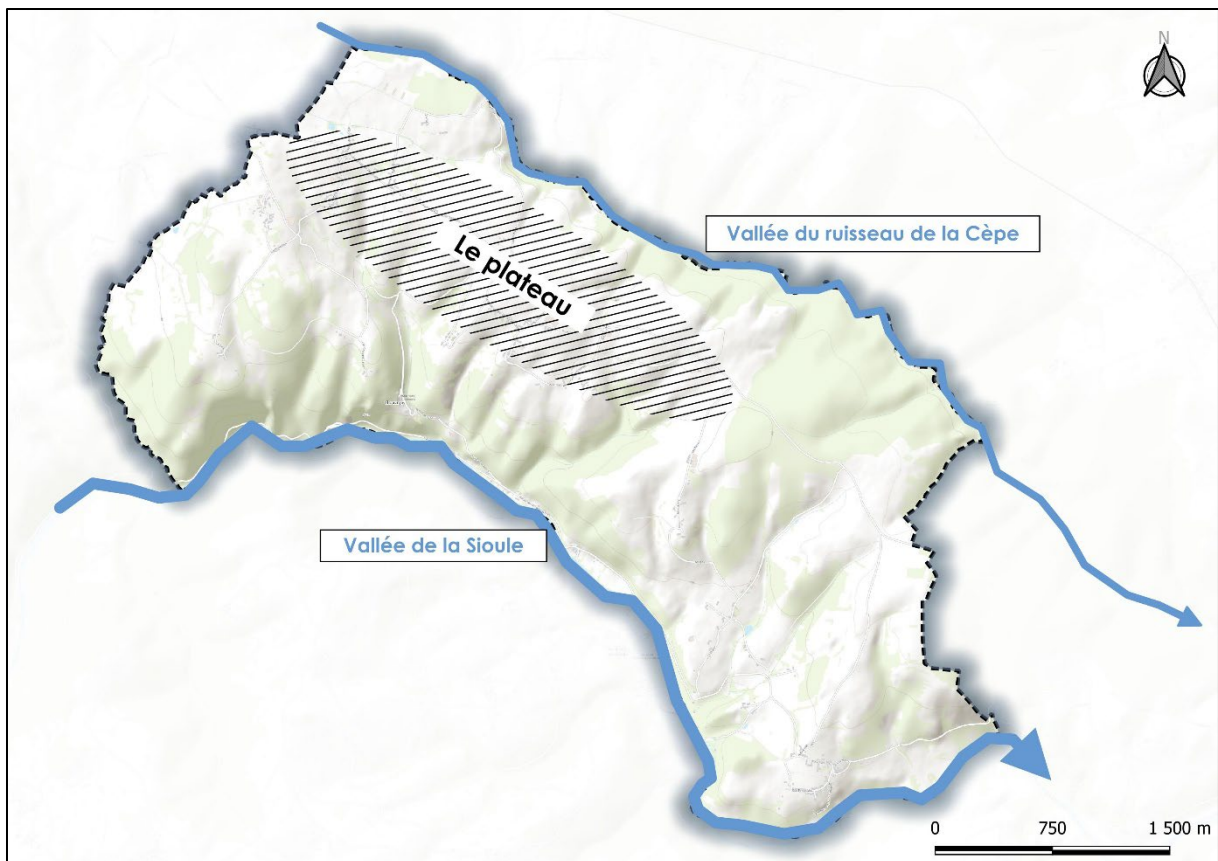 N
Vallée du ruisseau de la Cèpe
Le plateau
Vallée de la Sioule
0 750 1 500 m